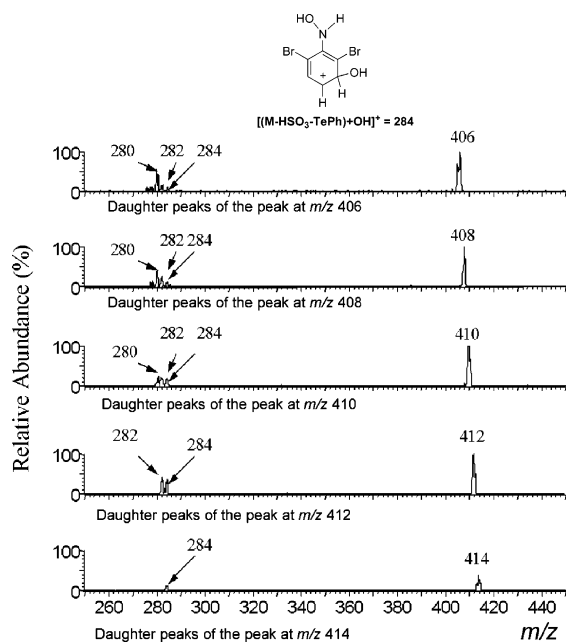 HO H
N
Br Br
OH
+
H
H
[(M-HSO₃-TePh)+OH]⁺ = 284
Relative Abundance (%)
100
0
280 282 284 406
Daughter peaks of the peak at m/z 406
100
0
280 282 284 408
Daughter peaks of the peak at m/z 408
100
0
280 282 284 410
Daughter peaks of the peak at m/z 410
100
0
282 284 412
Daughter peaks of the peak at m/z 412
100
0
284 414
260 280 300 320 340 360 380 400 420 440 m/z
Daughter peaks of the peak at m/z 414